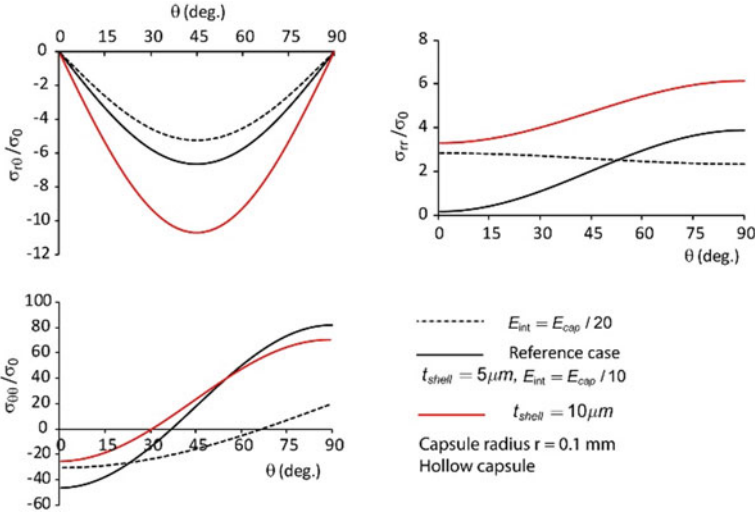 θ (deg.)
0 15 30 45 60 75 90
0
-2
-4
-6
-8
-10
-12
σrθ/σ0
8
6
4
2
0
σrr/σ0
0 15 30 45 60 75 90
θ (deg.)
100
80
60
40
20
0
-20
-40
-60
σθθ/σ0
0 15 30 45 60 75 90
θ (deg.)
Eint = Ecap / 20
Reference case
tshell = 5μm, Eint = Ecap / 10
tshell = 10μm
Capsule radius r = 0.1 mm
Hollow capsule